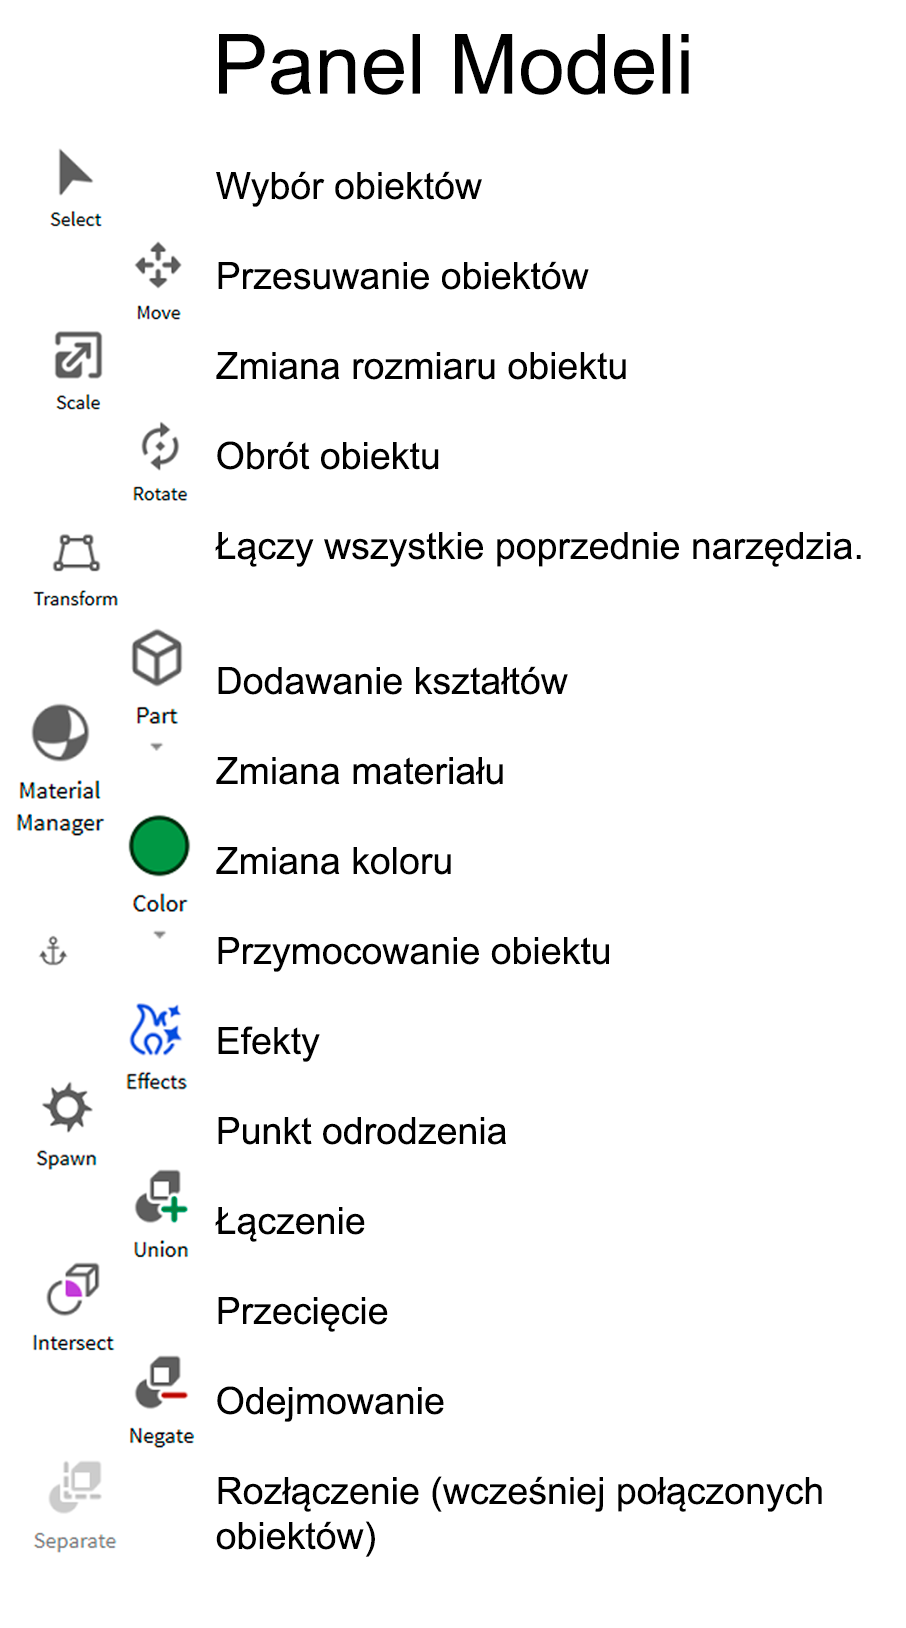 Panel Modeli
Select
Wybór obiektów
Move
Przesuwanie obiektów
Scale
Zmiana rozmiaru obiektu
Rotate
Obrót obiektu
Transform
Łączy wszystkie poprzednie narzędzia.
Part
Dodawanie kształtów
Material
Manager
Zmiana materiału
Color
Zmiana koloru
Przymocowanie obiektu
Effects
Efekty
Spawn
Punkt odrodzenia
Union
Łączenie
Intersect
Przecięcie
Negate
Odejmowanie
Separate
Rozłączenie (wcześniej połączonych
obiektów)